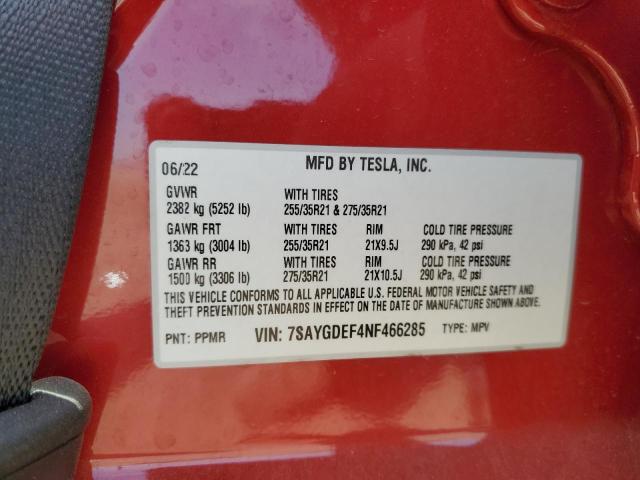 06/22 MFD BY TESLA, INC.
GVWR WITH TIRES
2382 kg (5252 lb) 255/35R21 & 275/35R21
GAWR FRT WITH TIRES RIM COLD TIRE PRESSURE
1363 kg (3004 lb) 255/35R21 21X9.5J 290 kPa, 42 psi
GAWR RR WITH TIRES RIM COLD TIRE PRESSURE
1500 kg (3306 lb) 275/35R21 21X10.5J 290 kPa, 42 psi
THIS VEHICLE CONFORMS TO ALL APPLICABLE U.S. FEDERAL MOTOR VEHICLE SAFETY AND
THEFT PREVENTION STANDARDS IN EFFECT ON THE DATE OF MANUFACTURE SHOWN ABOVE.
PNT: PPMR VIN: 7SAYGDEF4NF466285 TYPE: MPV